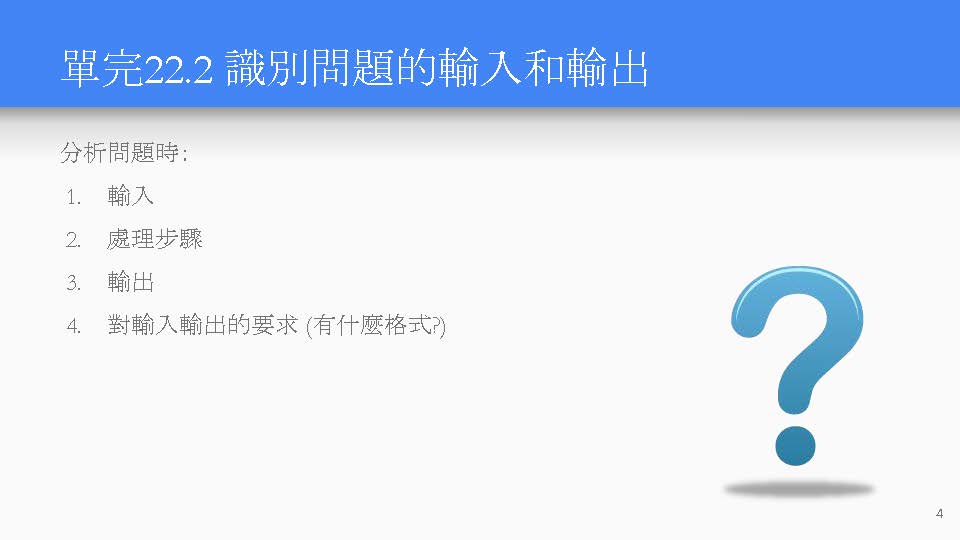 單完22.2 識別問題的輸入和輸出
分析問題時:
1. 輸入
2. 處理步驟
3. 輸出
4. 對輸入輸出的要求 (有什麼格式?)
4